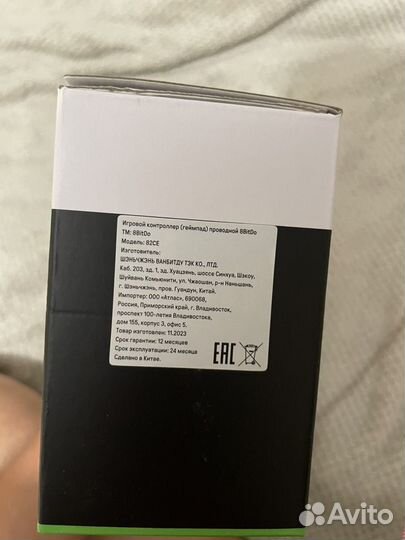 Игровой контроллер (геймпад) проводной 8BitDo
ТМ: 8BitDo
Модель: 82CE
Изготовитель:
ШЭНЬЧЖЭНЬ ВАНБИТДУ ТЭК КО., ЛТД.
Каб. 203, зд. 1, зд. Хуацзянь, шоссе Синхуа, Шэкоу,
Шуйвань Комьюнити, ул. Чжаошан, р-н Наньшань,
г. Шэньчжэнь, пров. Гуандун, Китай.
Импортер: ООО «Атлас», 690068,
Россия, Приморский край, г. Владивосток,
проспект 100-летия Владивостока,
дом 155, корпус 3, офис 5.
Товар изготовлен: 11.2023
Срок гарантии: 12 месяцев
Срок эксплуатации: 24 месяца
Сделано в Китае.
EAC
Avito